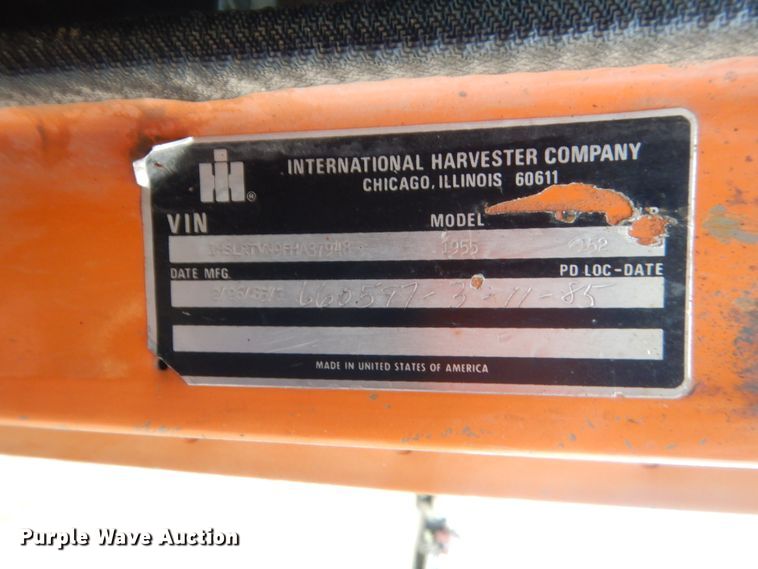 IH ®
INTERNATIONAL HARVESTER COMPANY
CHICAGO, ILLINOIS 60611
VIN MODEL
1955
DATE MFG. PD LOC-DATE
660597-3-11-85
MADE IN UNITED STATES OF AMERICA
Purple Wave Auction